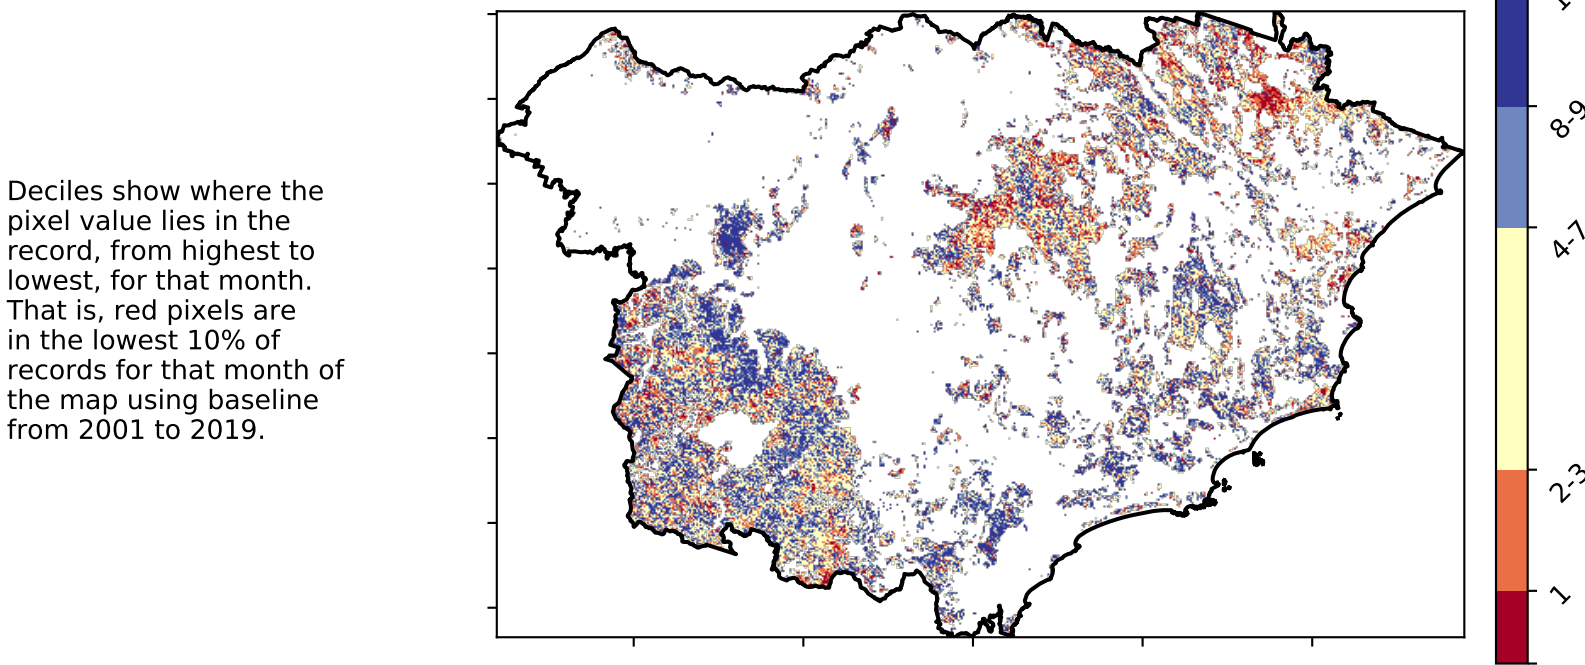 Deciles show where the
pixel value lies in the
record, from highest to
lowest, for that month.
That is, red pixels are
in the lowest 10% of
records for that month of
the map using baseline
from 2001 to 2019.
8-9
4-7
2-3
1